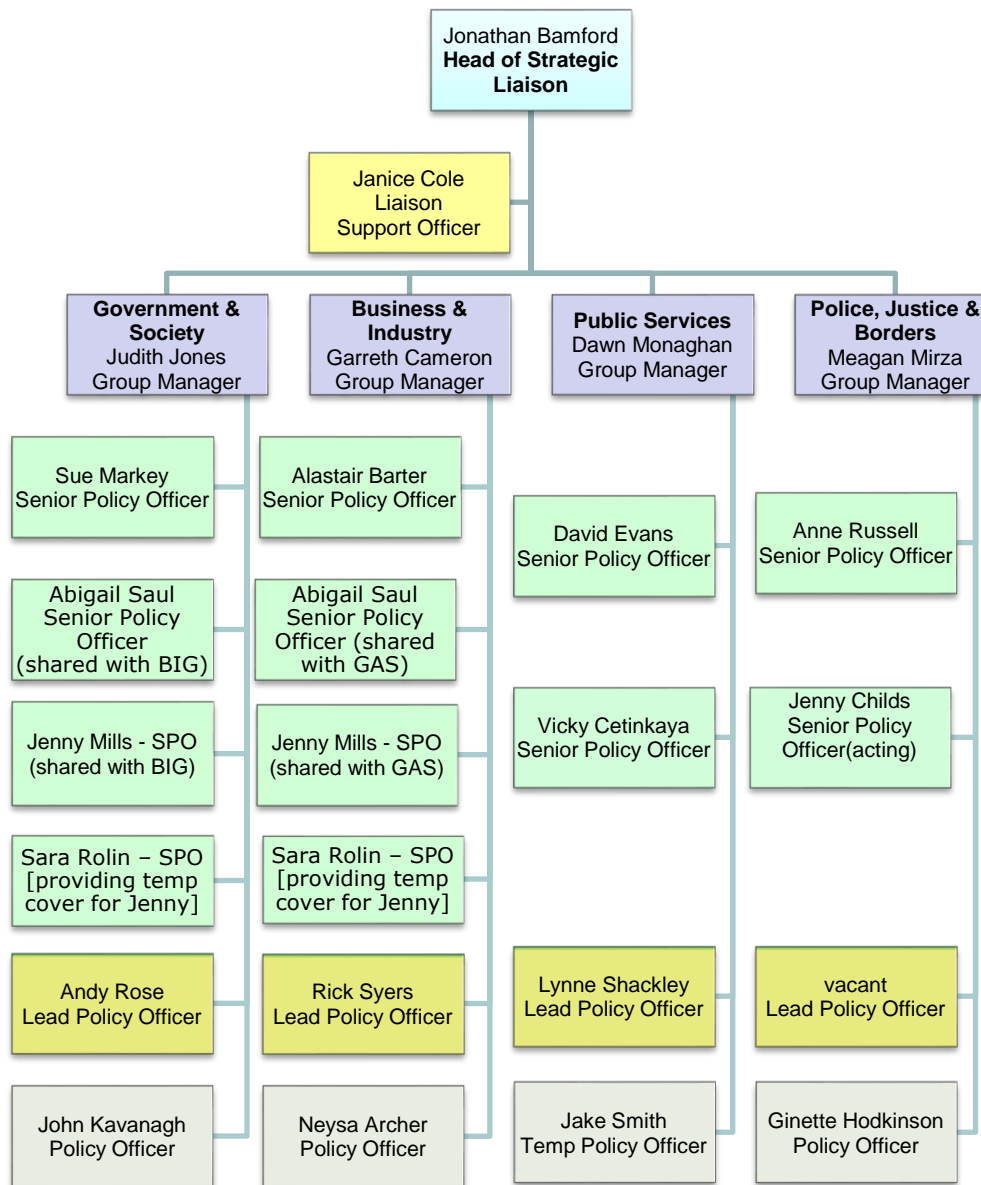 Jonathan Bamford
Head of Strategic
Liaison
Janice Cole
Liaison
Support Officer
Government &
Society
Judith Jones
Group Manager
Business &
Industry
Garreth Cameron
Group Manager
Public Services
Dawn Monaghan
Group Manager
Police, Justice &
Borders
Meagan Mirza
Group Manager
Sue Markey
Senior Policy Officer
Alastair Barter
Senior Policy Officer
David Evans
Senior Policy Officer
Anne Russell
Senior Policy Officer
Abigail Saul
Senior Policy
Officer
(shared with BIG)
Abigail Saul
Senior Policy
Officer (shared
with GAS)
Jenny Mills - SPO
(shared with BIG)
Jenny Mills - SPO
(shared with GAS)
Vicky Cetinkaya
Senior Policy Officer
Jenny Childs
Senior Policy
Officer(acting)
Sara Rolin – SPO
[providing temp
cover for Jenny]
Sara Rolin – SPO
[providing temp
cover for Jenny]
Andy Rose
Lead Policy Officer
Rick Syers
Lead Policy Officer
Lynne Shackley
Lead Policy Officer
vacant
Lead Policy Officer
John Kavanagh
Policy Officer
Neysa Archer
Policy Officer
Jake Smith
Temp Policy Officer
Ginette Hodkinson
Policy Officer